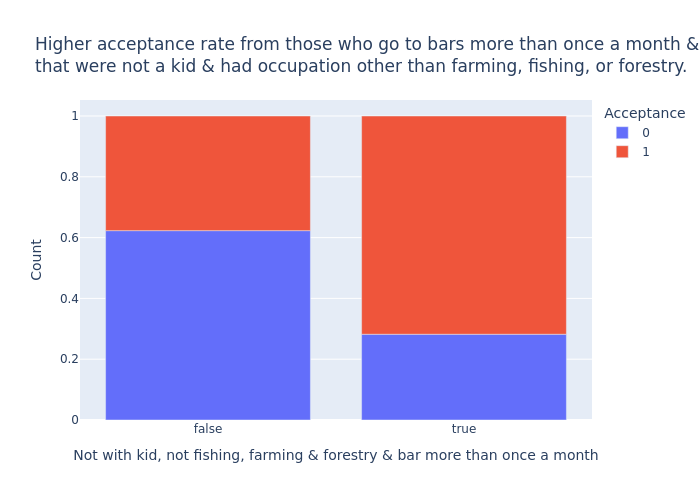 Higher acceptance rate from those who go to bars more than once a month &
that were not a kid & had occupation other than farming, fishing, or forestry.
Acceptance
0
1
1
0.8
0.6
0.4
0.2
0
Count
false true
Not with kid, not fishing, farming & forestry & bar more than once a month